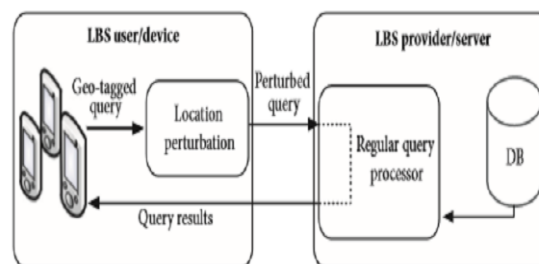 LBS user/device
LBS provider/server
Geo-tagged
query
Location
perturbation
Perturbed
query
Regular query
processor
DB
Query results